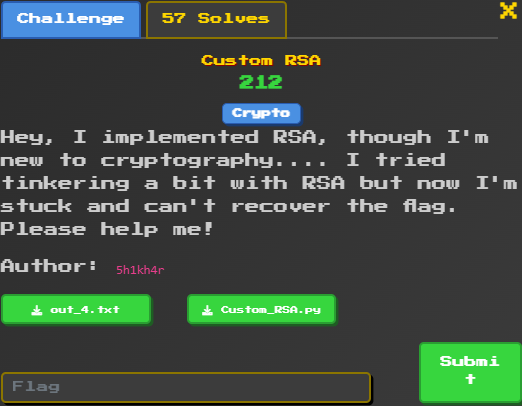 Challenge
57 Solves
Custom RSA
212
Crypto
Hey, I implemented RSA, though I'm
new to cryptography.... I tried
tinkering a bit with RSA but now I'm
stuck and can't recover the flag.
Please help me!
Author: 5h1kh4r
out_4.txt
Custom_RSA.py
Submi
t
Flag